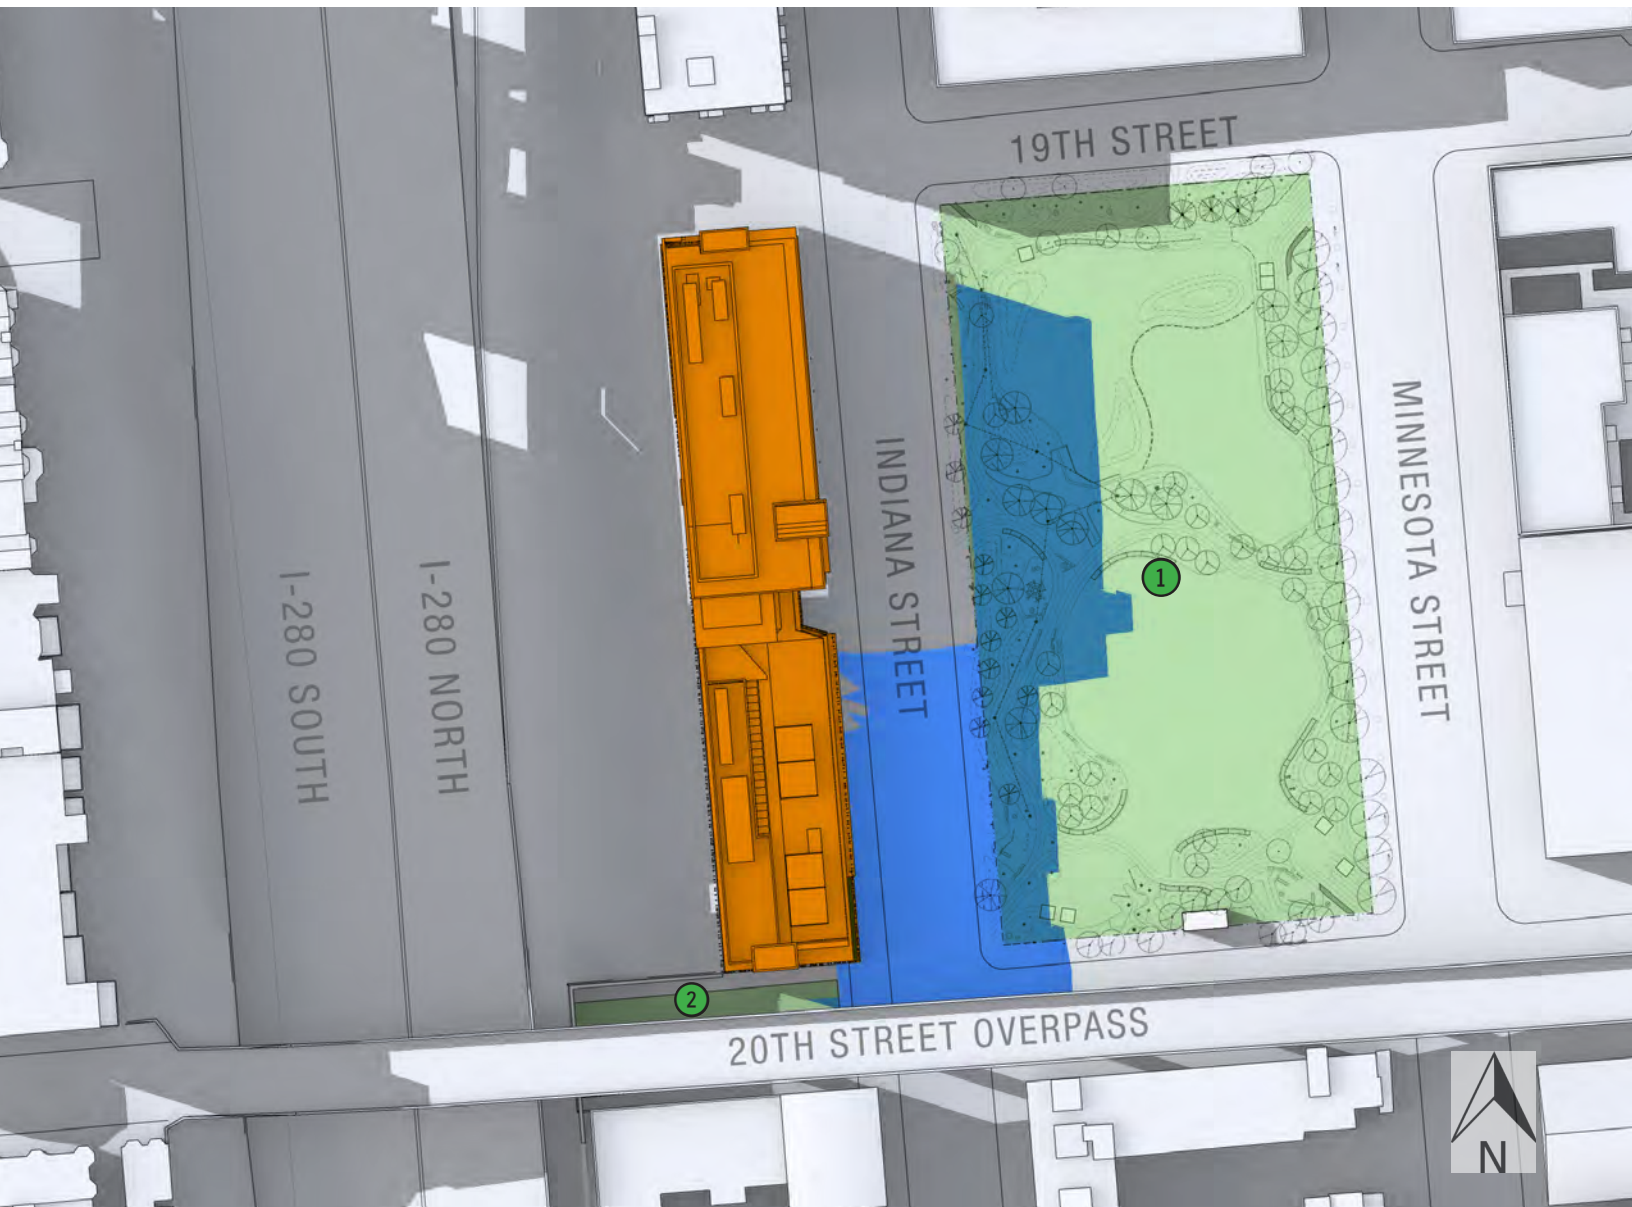 19TH STREET
INDIANA STREET
MINNESOTA STREET
1
I-280 SOUTH
I-280 NORTH
2
20TH STREET OVERPASS
N